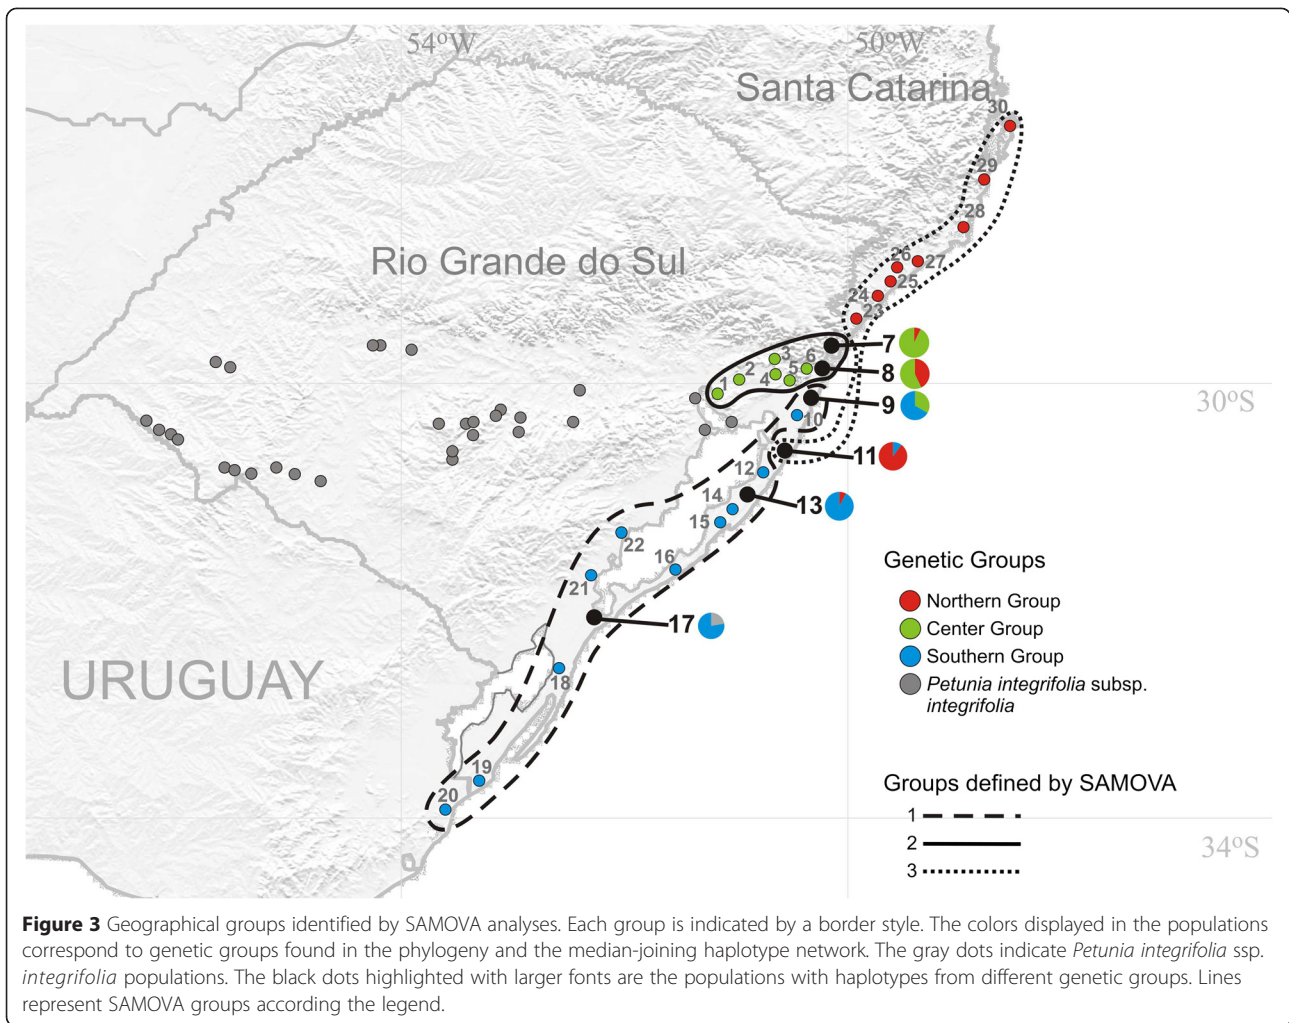 54°W
50°W
Santa Catarina
30
29
28
Rio Grande do Sul
26
27
25
24
23
7
3
6
8
2
5
4
1
9
30°S
10
11
12
14
13
15
22
16
21
17
18
URUGUAY
19
20
34°S
Genetic Groups
Northern Group
Center Group
Southern Group
Petunia integrifolia subsp.
integrifolia
Groups defined by SAMOVA
1
2
3
Figure 3 Geographical groups identified by SAMOVA analyses. Each group is indicated by a border style. The colors displayed in the populations
correspond to genetic groups found in the phylogeny and the median-joining haplotype network. The gray dots indicate Petunia integrifolia ssp.
integrifolia populations. The black dots highlighted with larger fonts are the populations with haplotypes from different genetic groups. Lines
represent SAMOVA groups according the legend.